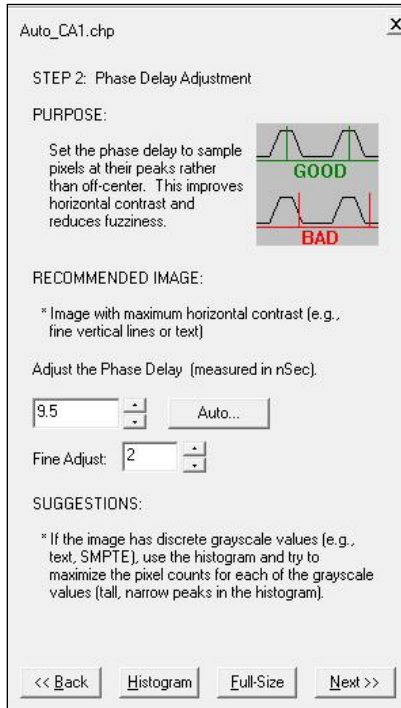 Auto_CA1.chp
X
STEP 2: Phase Delay Adjustment
PURPOSE:
Set the phase delay to sample
pixels at their peaks rather
than off-center. This improves
horizontal contrast and
reduces fuzziness.
GOOD
BAD
RECOMMENDED IMAGE:
* Image with maximum horizontal contrast (e.g.,
fine vertical lines or text)
Adjust the Phase Delay (measured in nSec).
9.5
Auto...
Fine Adjust: 2
SUGGESTIONS:
* If the image has discrete grayscale values (e.g.,
text, SMPTE), use the histogram and try to
maximize the pixel counts for each of the grayscale
values (tall, narrow peaks in the histogram).
<< Back Histogram Full-Size Next >>